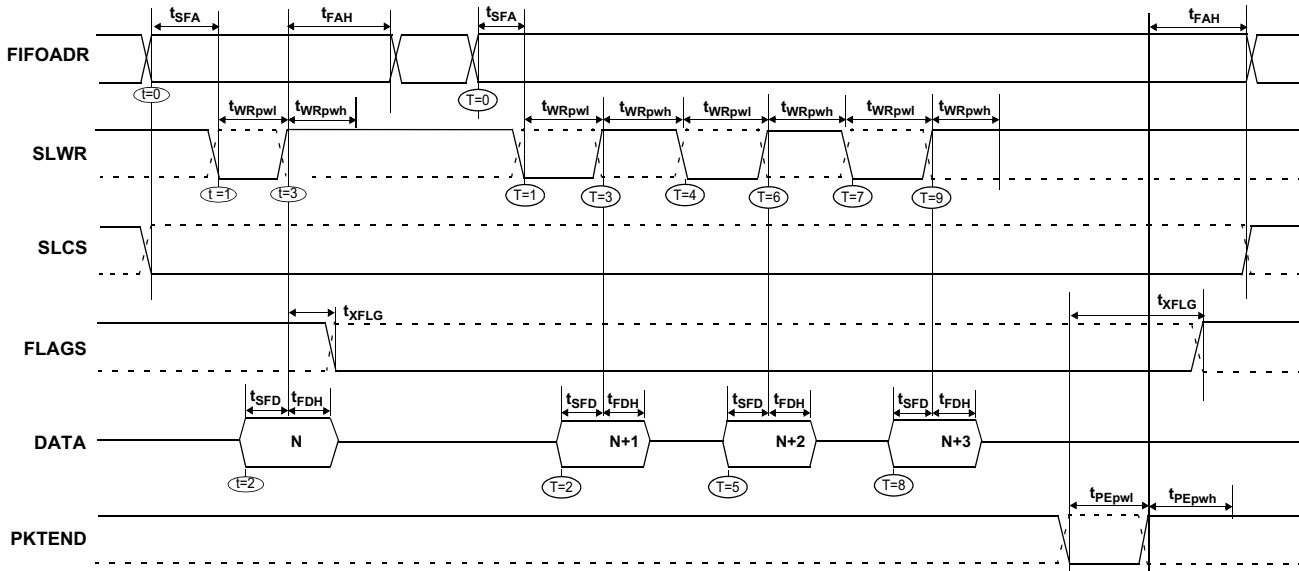 tSFA tFAH tSFA tFAH
FIFOADR
t=0 T=0
tWRpwl tWRpwh tWRpwl tWRpwh tWRpwl tWRpwh tWRpwl tWRpwh
SLWR
t =1 t=3 T=1 T=3 T=4 T=6 T=7 T=9
SLCS
tXFLG tXFLG
FLAGS
tSFD tFDH tSFD tFDH tSFD tFDH tSFD tFDH
DATA N N+1 N+2 N+3
t=2 T=2 T=5 T=8
tPEpwl tPEpwh
PKTEND